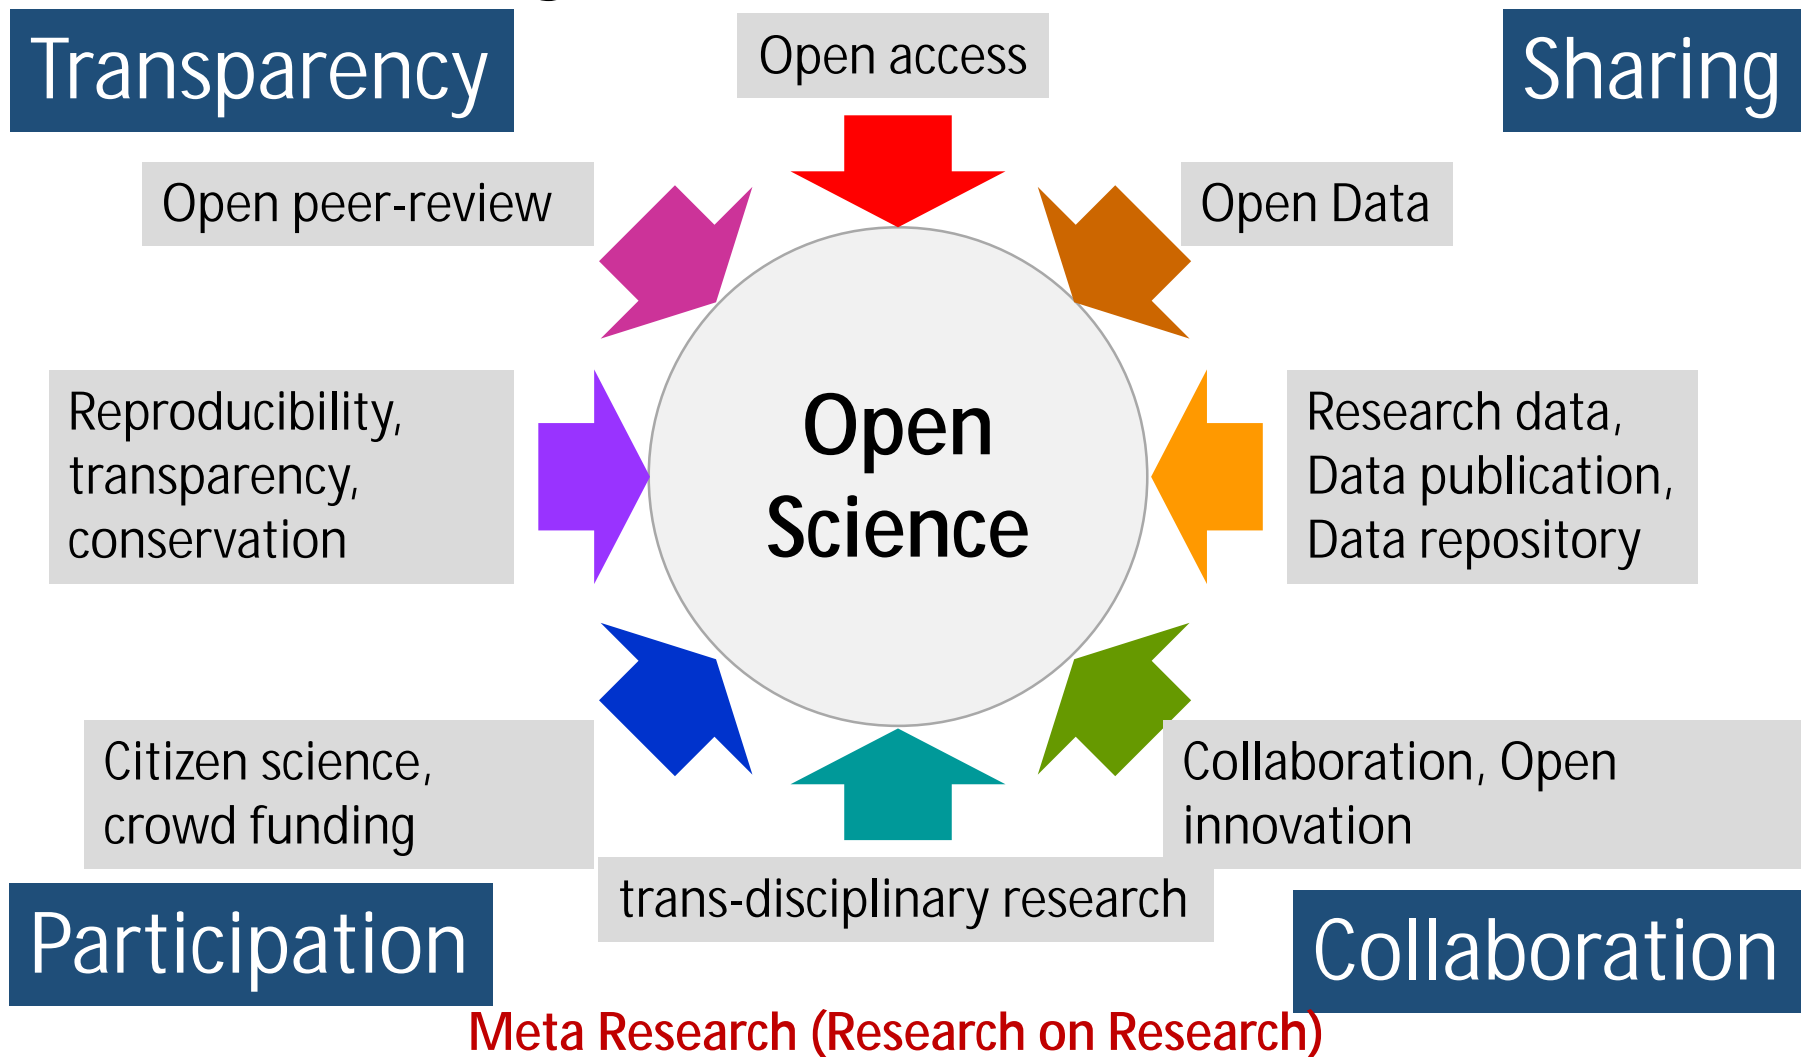 Transparency
Open access
Sharing
Open peer-review
Open Data
Reproducibility,
transparency,
conservation
Open
Science
Research data,
Data publication,
Data repository
Citizen science,
crowd funding
Collaboration, Open
innovation
trans-disciplinary research
Participation
Collaboration
Meta Research (Research on Research)